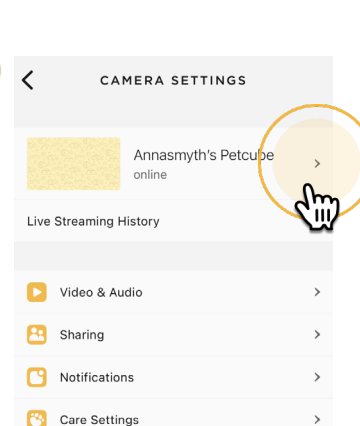 CAMERA SETTINGS
Annasmyth's Petcube
online
Live Streaming History
Video & Audio
Sharing
Notifications
Care Settings